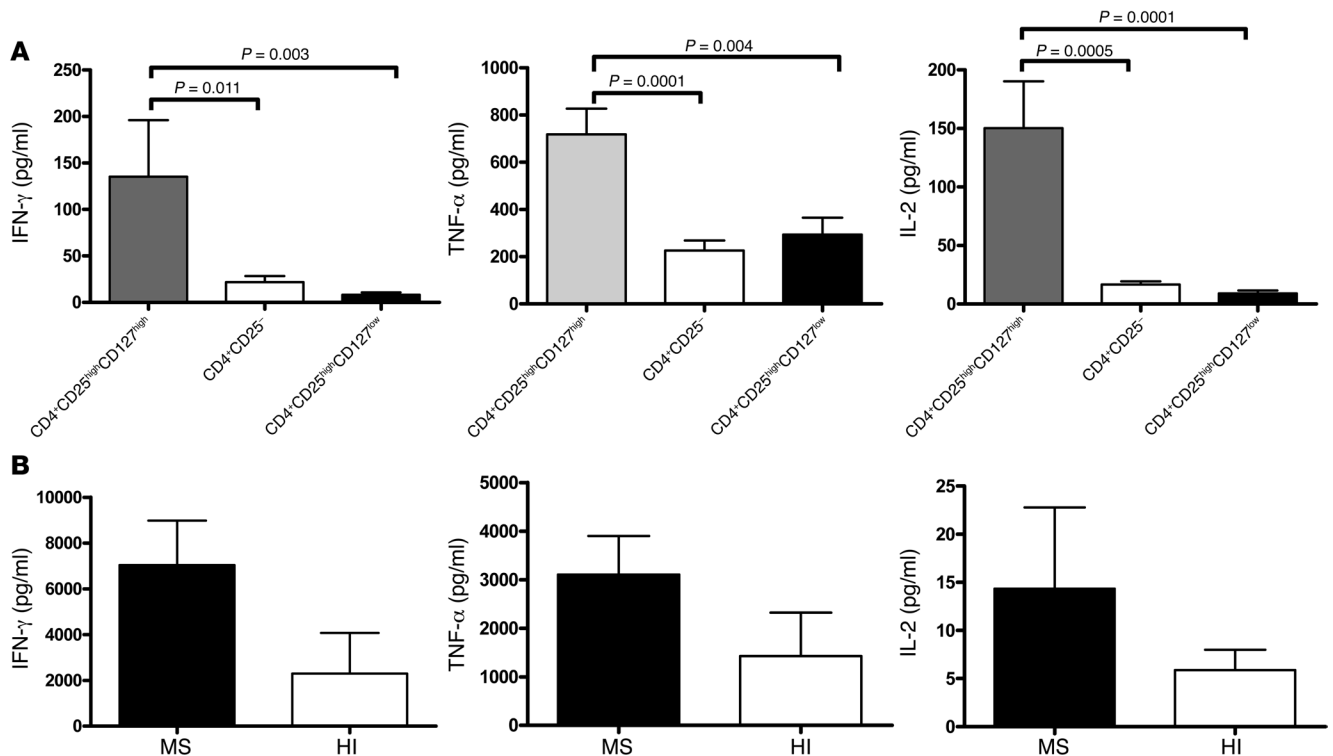 A
P = 0.003
P = 0.011
IFN-γ (pg/ml)
250
200
150
100
50
0
CD4⁺CD25ʰⁱᵍʰCD127ʰⁱᵍʰ
CD4⁺CD25⁻
CD4⁺CD25ʰⁱᵍʰCD127ˡᵒʷ
P = 0.004
P = 0.0001
TNF-α (pg/ml)
1000
800
600
400
200
0
CD4⁺CD25ʰⁱᵍʰCD127ʰⁱᵍʰ
CD4⁺CD25⁻
CD4⁺CD25ʰⁱᵍʰCD127ˡᵒʷ
P = 0.0001
P = 0.0005
IL-2 (pg/ml)
200
150
100
50
0
CD4⁺CD25ʰⁱᵍʰCD127ʰⁱᵍʰ
CD4⁺CD25⁻
CD4⁺CD25ʰⁱᵍʰCD127ˡᵒʷ
B
IFN-γ (pg/ml)
10000
8000
6000
4000
2000
0
MS HI
TNF-α (pg/ml)
5000
4000
3000
2000
1000
0
MS HI
IL-2 (pg/ml)
25
20
15
10
5
0
MS HI